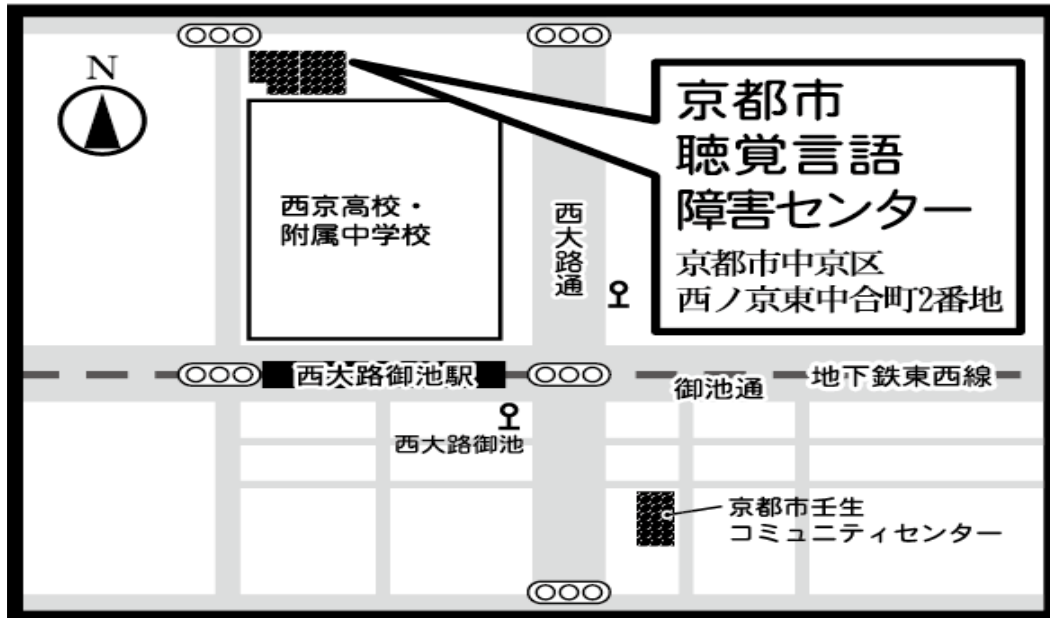 N
京都市
聴覚言語
障害センター
京都市中京区
西ノ京東中合町2番地
西京高校・
附属中学校
西大路通
西大路御池駅
御池通
地下鉄東西線
西大路御池
京都市壬生
コミュニティセンター